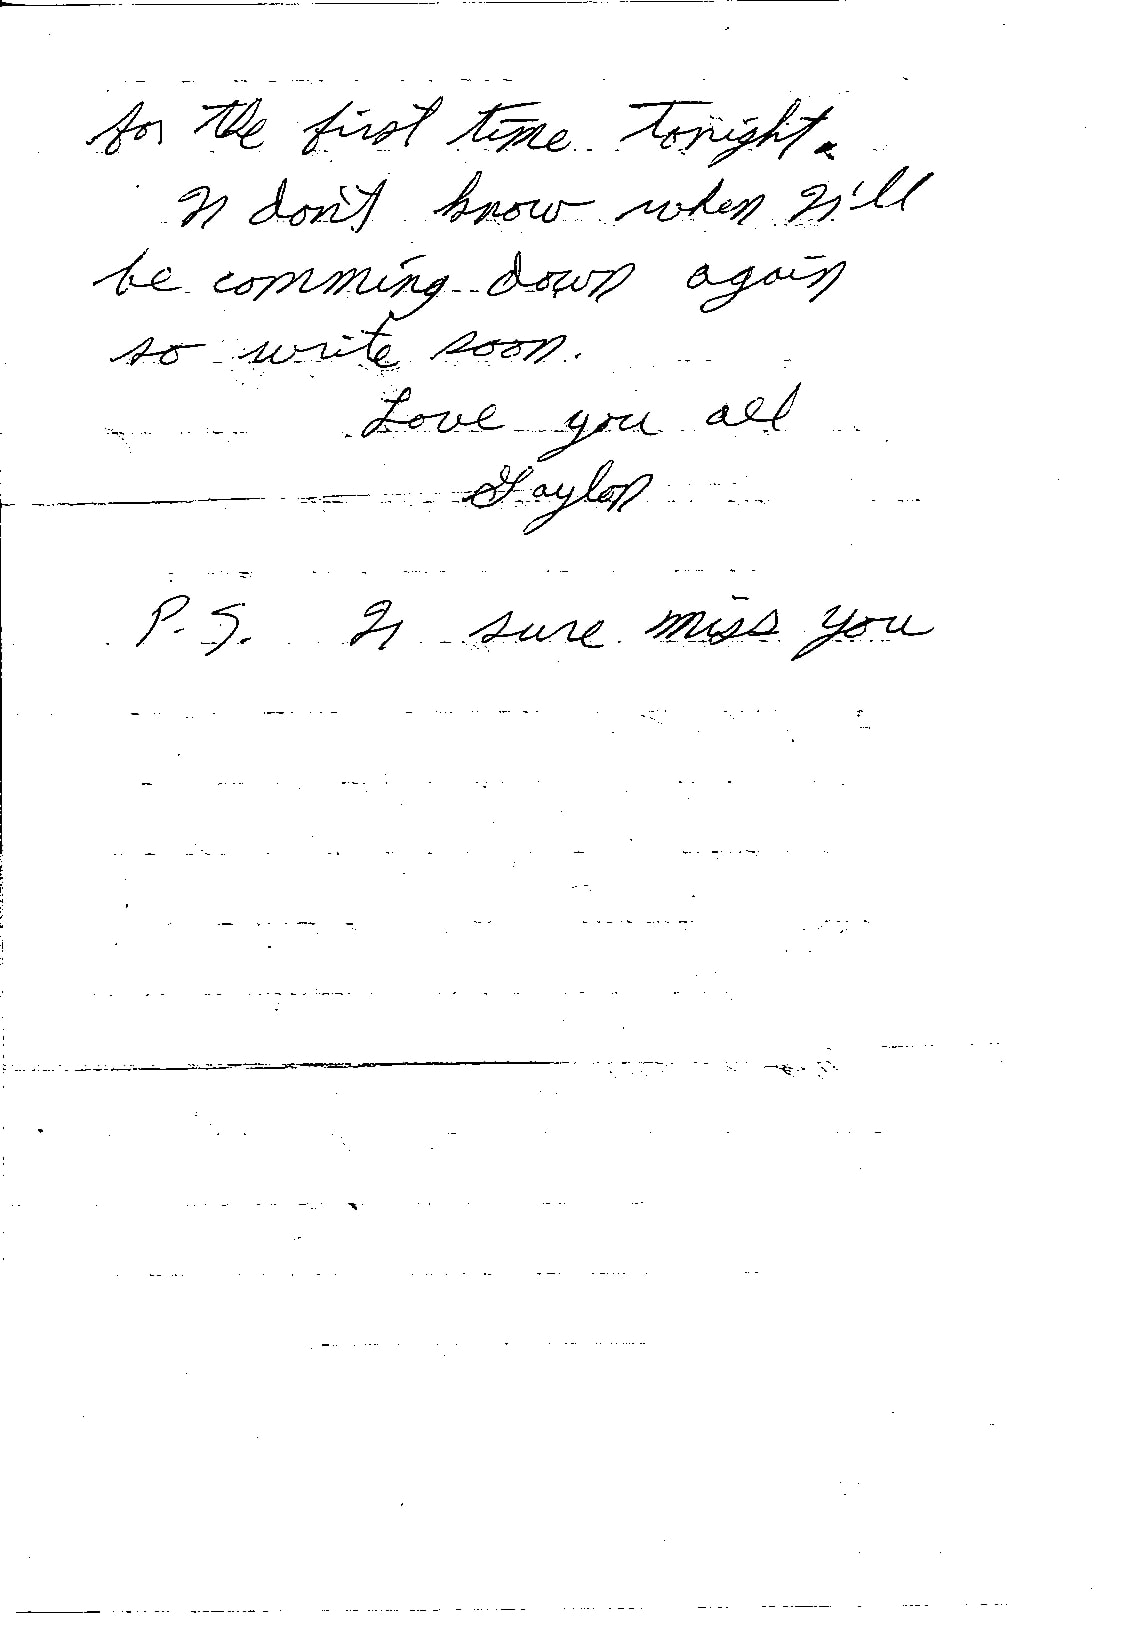 for the first time tonight.
I don't know when I'll
be comming down again
so write soon.
Love you all
Gaylon
P.S. I sure miss you